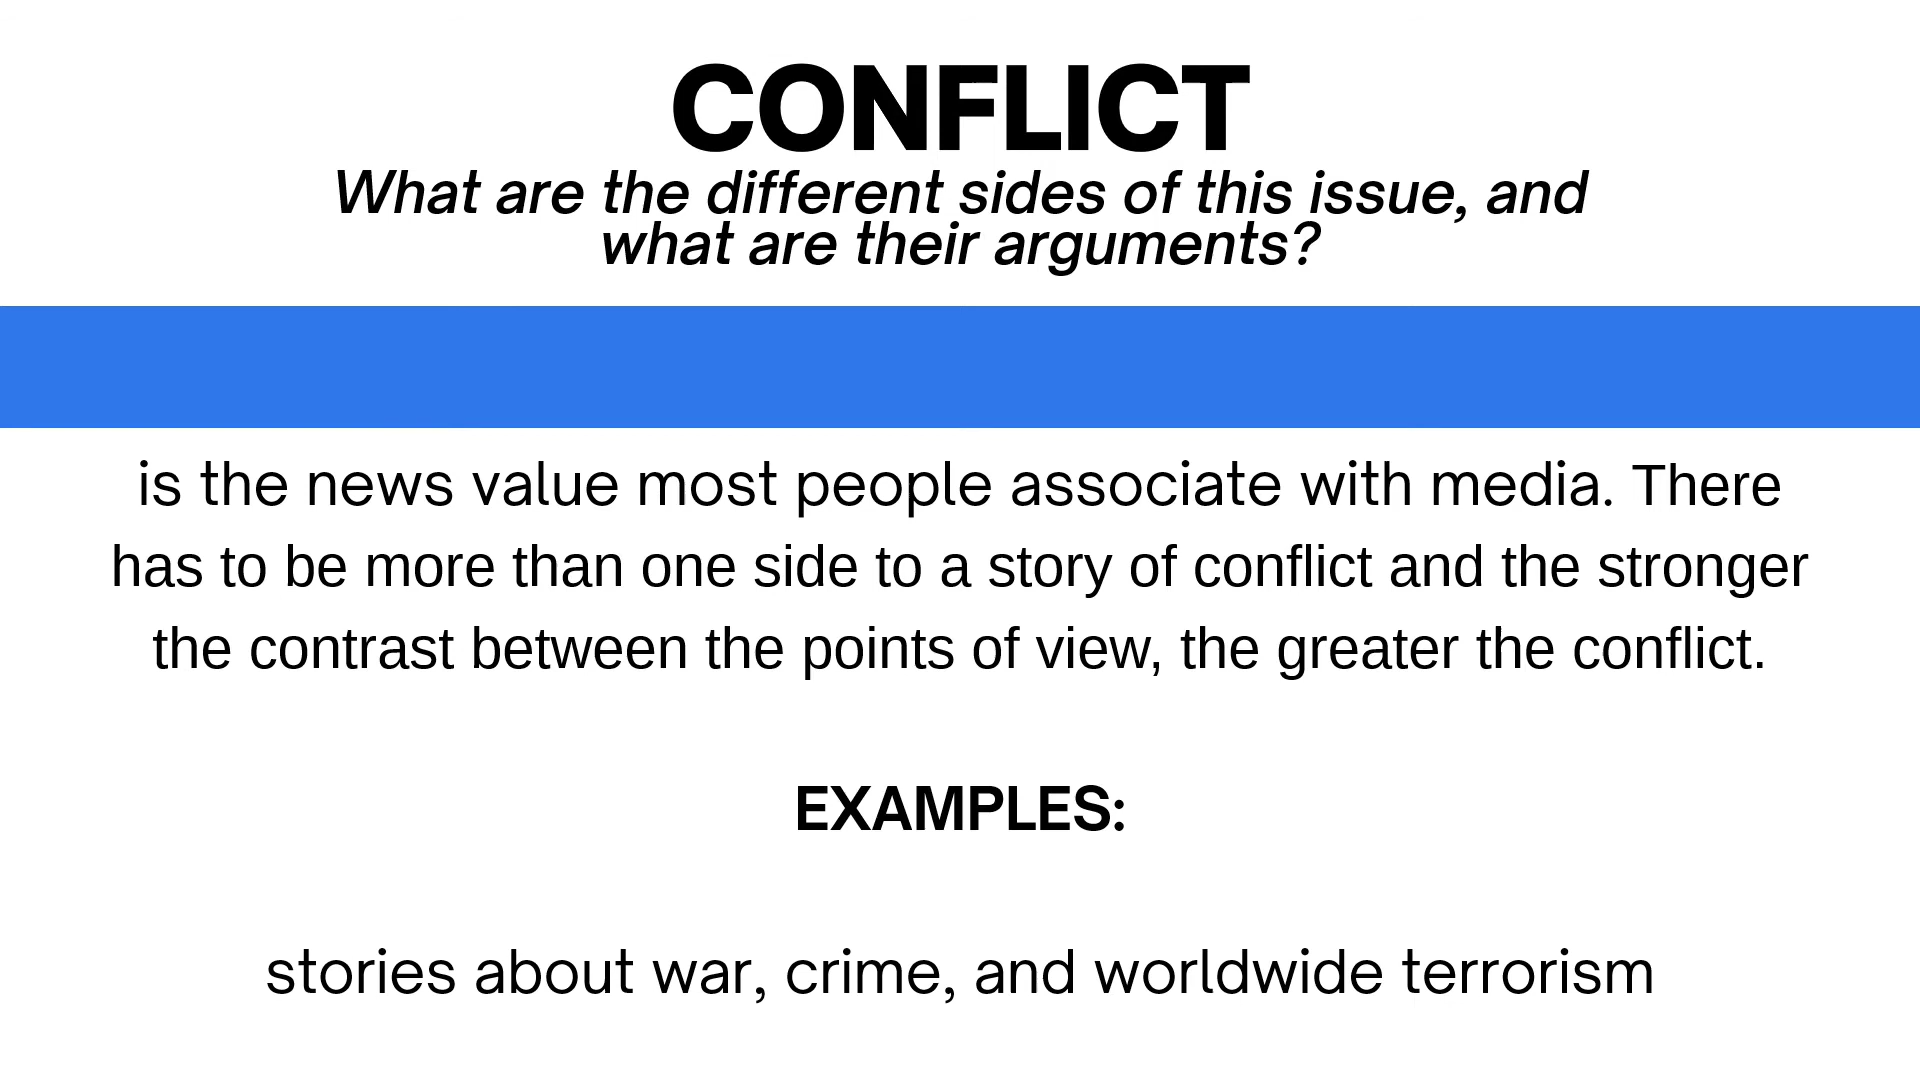 CONFLICT
What are the different sides of this issue, and
what are their arguments?
is the news value most people associate with media. There
has to be more than one side to a story of conflict and the stronger
the contrast between the points of view, the greater the conflict.
EXAMPLES:
stories about war, crime, and worldwide terrorism